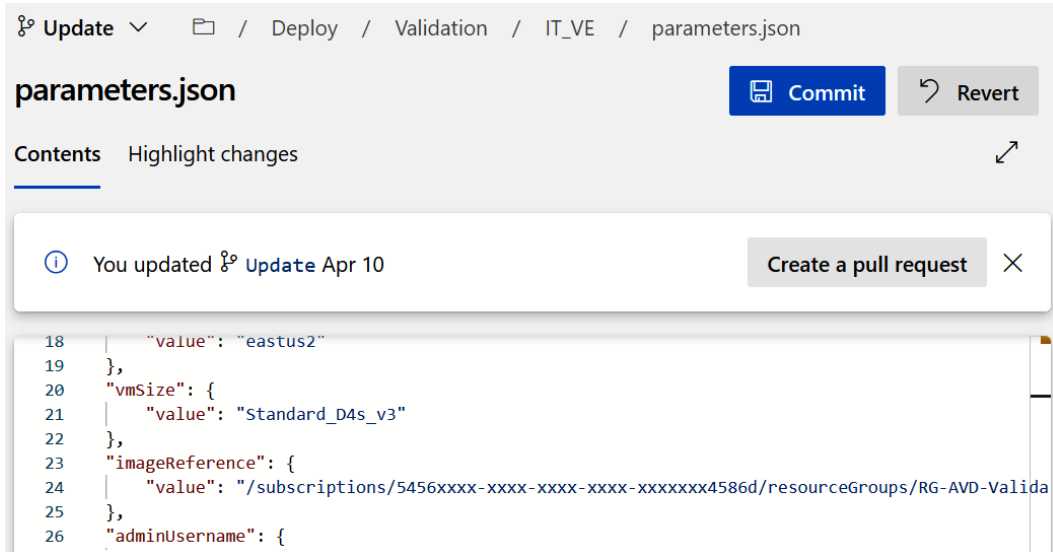 Update / Deploy / Validation / IT_VE / parameters.json
parameters.json Commit Revert
Contents Highlight changes
You updated Update Apr 10 Create a pull request
18 "value": "eastus2"
19 },
20 "vmSize": {
21 "value": "Standard_D4s_v3"
22 },
23 "imageReference": {
24 "value": "/subscriptions/5456xxxx-xxxx-xxxx-xxxx-xxxxxxx4586d/resourceGroups/RG-AVD-Valida
25 },
26 "adminUsername": {